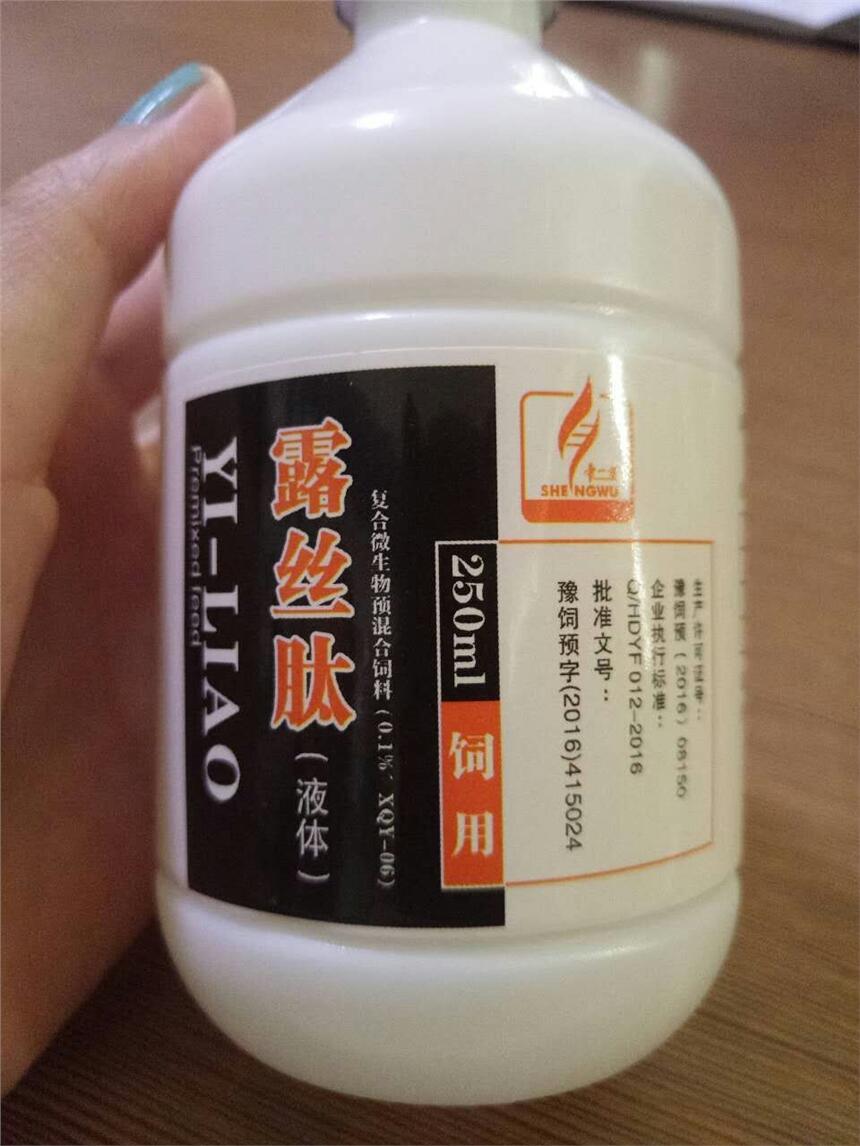 YI-LIAO
Premixed feed
露丝肽
(液体)
复合微生物预混合饲料(0.1% XQY-06)
250ml
饲用
SHENGWU
生产许可证号：
豫饲预(2016)08150
企业执行标准：
Q/HDYF 012-2016
批准文号：
豫饲预字(2016)415024